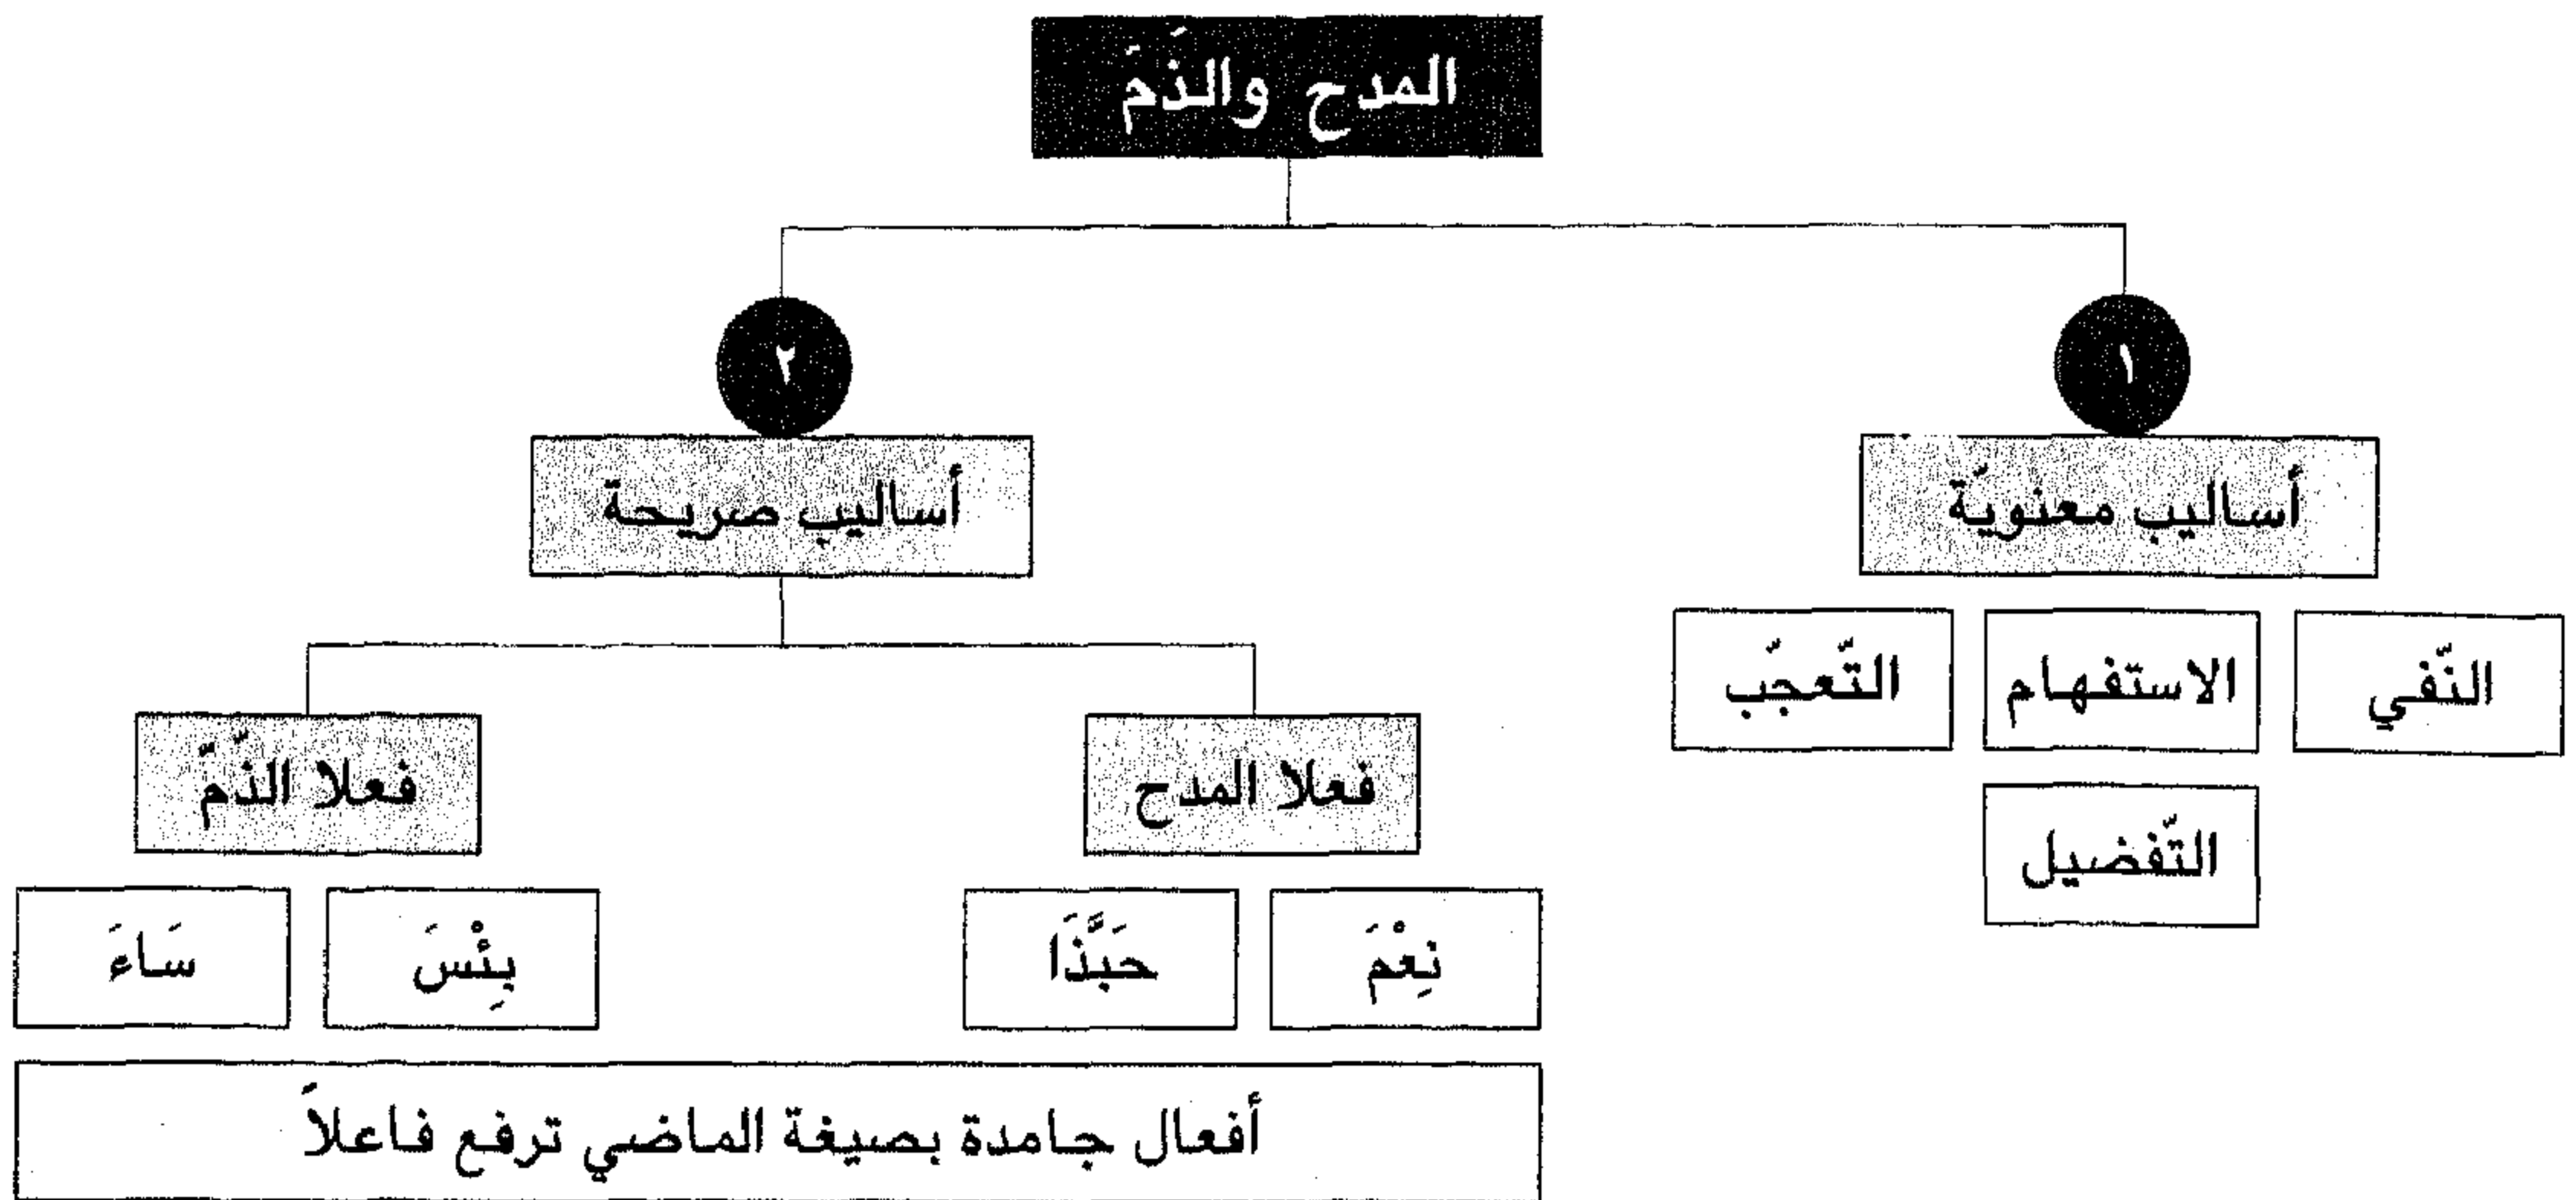 المدح والذَمّ
١
٢
أساليب معنويّة
أساليب صريحة
النّفي
الاستفهام
التّعجّب
التّفضيل
فعلا المدح
فعلا الذّمّ
نِعْمَ
حَبَّذَا
بِئْسَ
سَاءَ
أفعال جامدة بصيغة الماضي ترفع فاعلاً